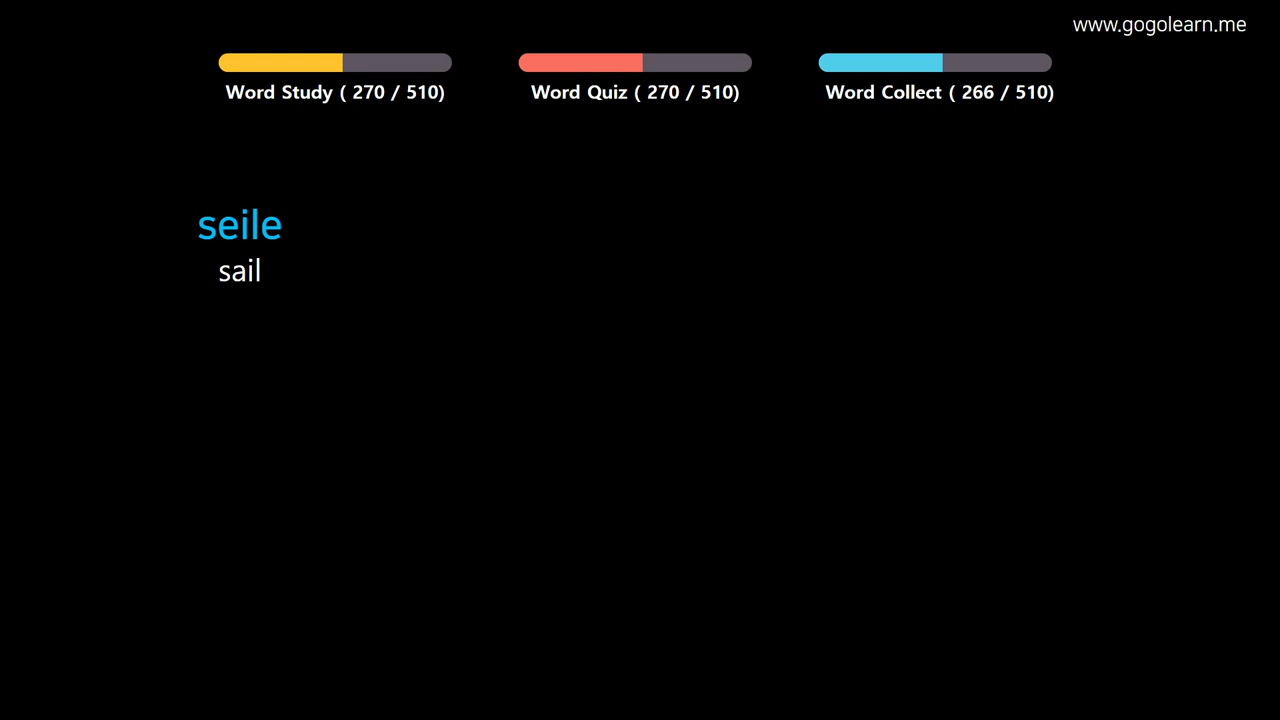 www.gogolearn.me
Word Study ( 270 / 510)
Word Quiz ( 270 / 510)
Word Collect ( 266 / 510)
seile
sail